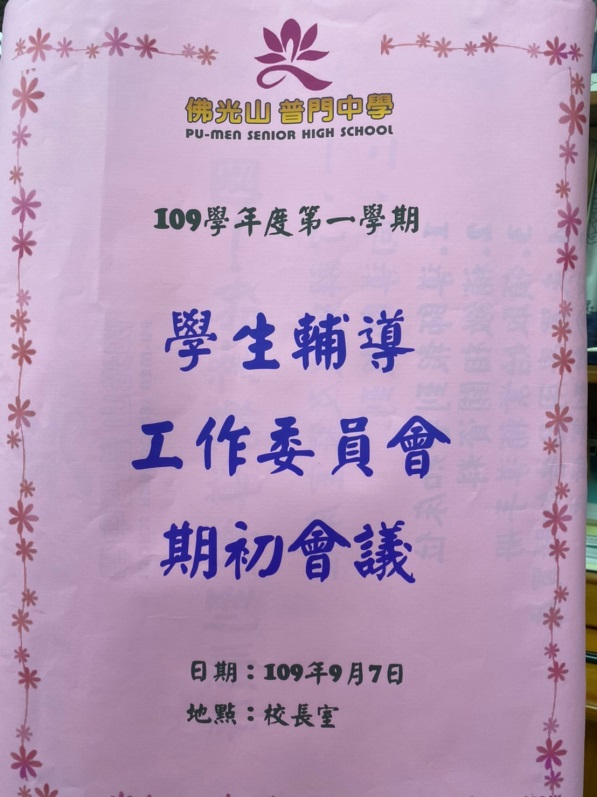 佛光山 普門中學
PU-MEN SENIOR HIGH SCHOOL
109學年度第一學期
學生輔導
工作委員會
期初會議
日期：109年9月7日
地點：校長室